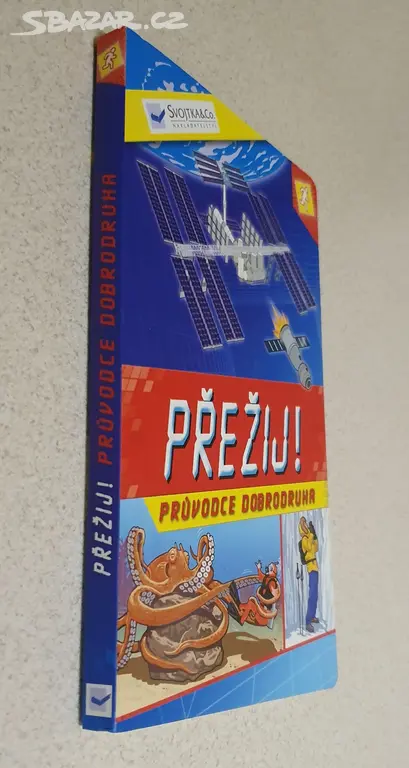 SBAZAR.CZ
SVOJTKA&CO.
NAKLADATELSTVÍ
PŘEŽIJ!
PRŮVODCE DOBRODRUHA
PŘEŽIJ! PRŮVODCE DOBRODRUHA